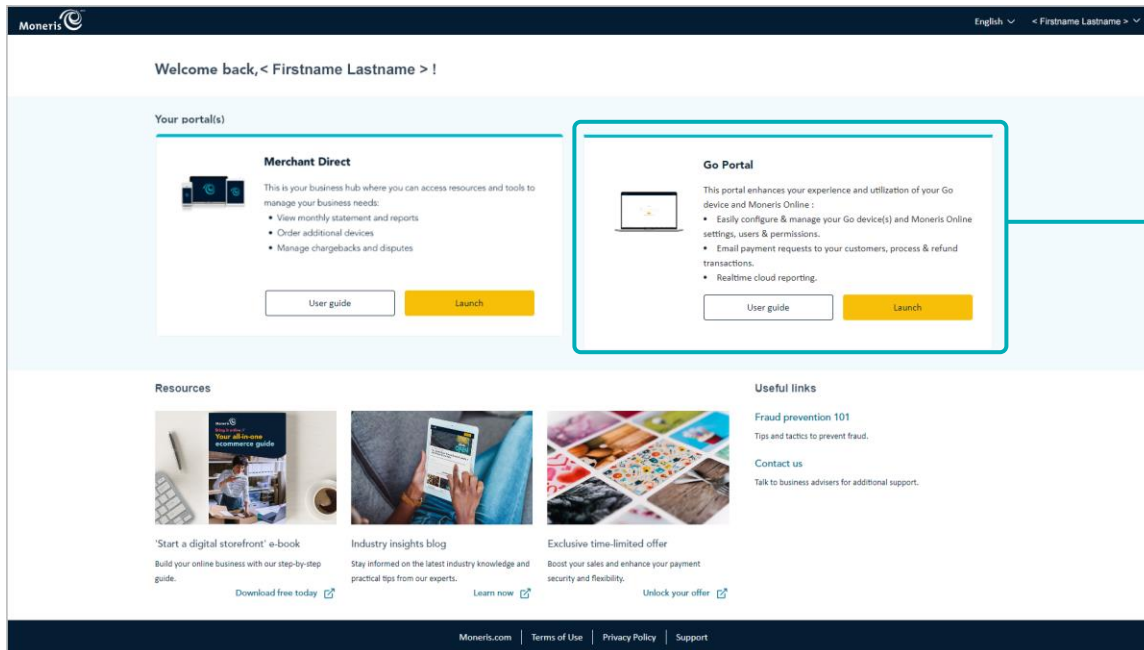 Moneris
English
< Firstname Lastname >
Welcome back,< Firstname Lastname > !
Your portal(s)
Merchant Direct
This is your business hub where you can access resources and tools to
manage your business needs:
• View monthly statement and reports
• Order additional devices
• Manage chargebacks and disputes
User guide
Launch
Go Portal
This portal enhances your experience and utilization of your Go
device and Moneris Online :
• Easily configure & manage your Go device(s) and Moneris Online
settings, users & permissions.
• Email payment requests to your customers, process & refund
transactions.
• Realtime cloud reporting.
User guide
Launch
Resources
Moneris
Your all-in-one
ecommerce guide
'Start a digital storefront' e-book
Build your online business with our step-by-step
guide.
Download free today
Industry insights blog
Stay informed on the latest industry knowledge and
practical tips from our experts.
Learn now
Exclusive time-limited offer
Boost your sales and enhance your payment
security and flexibility.
Unlock your offer
Useful links
Fraud prevention 101
Tips and tactics to prevent fraud.
Contact us
Talk to business advisers for additional support.
Moneris.com | Terms of Use | Privacy Policy | Support